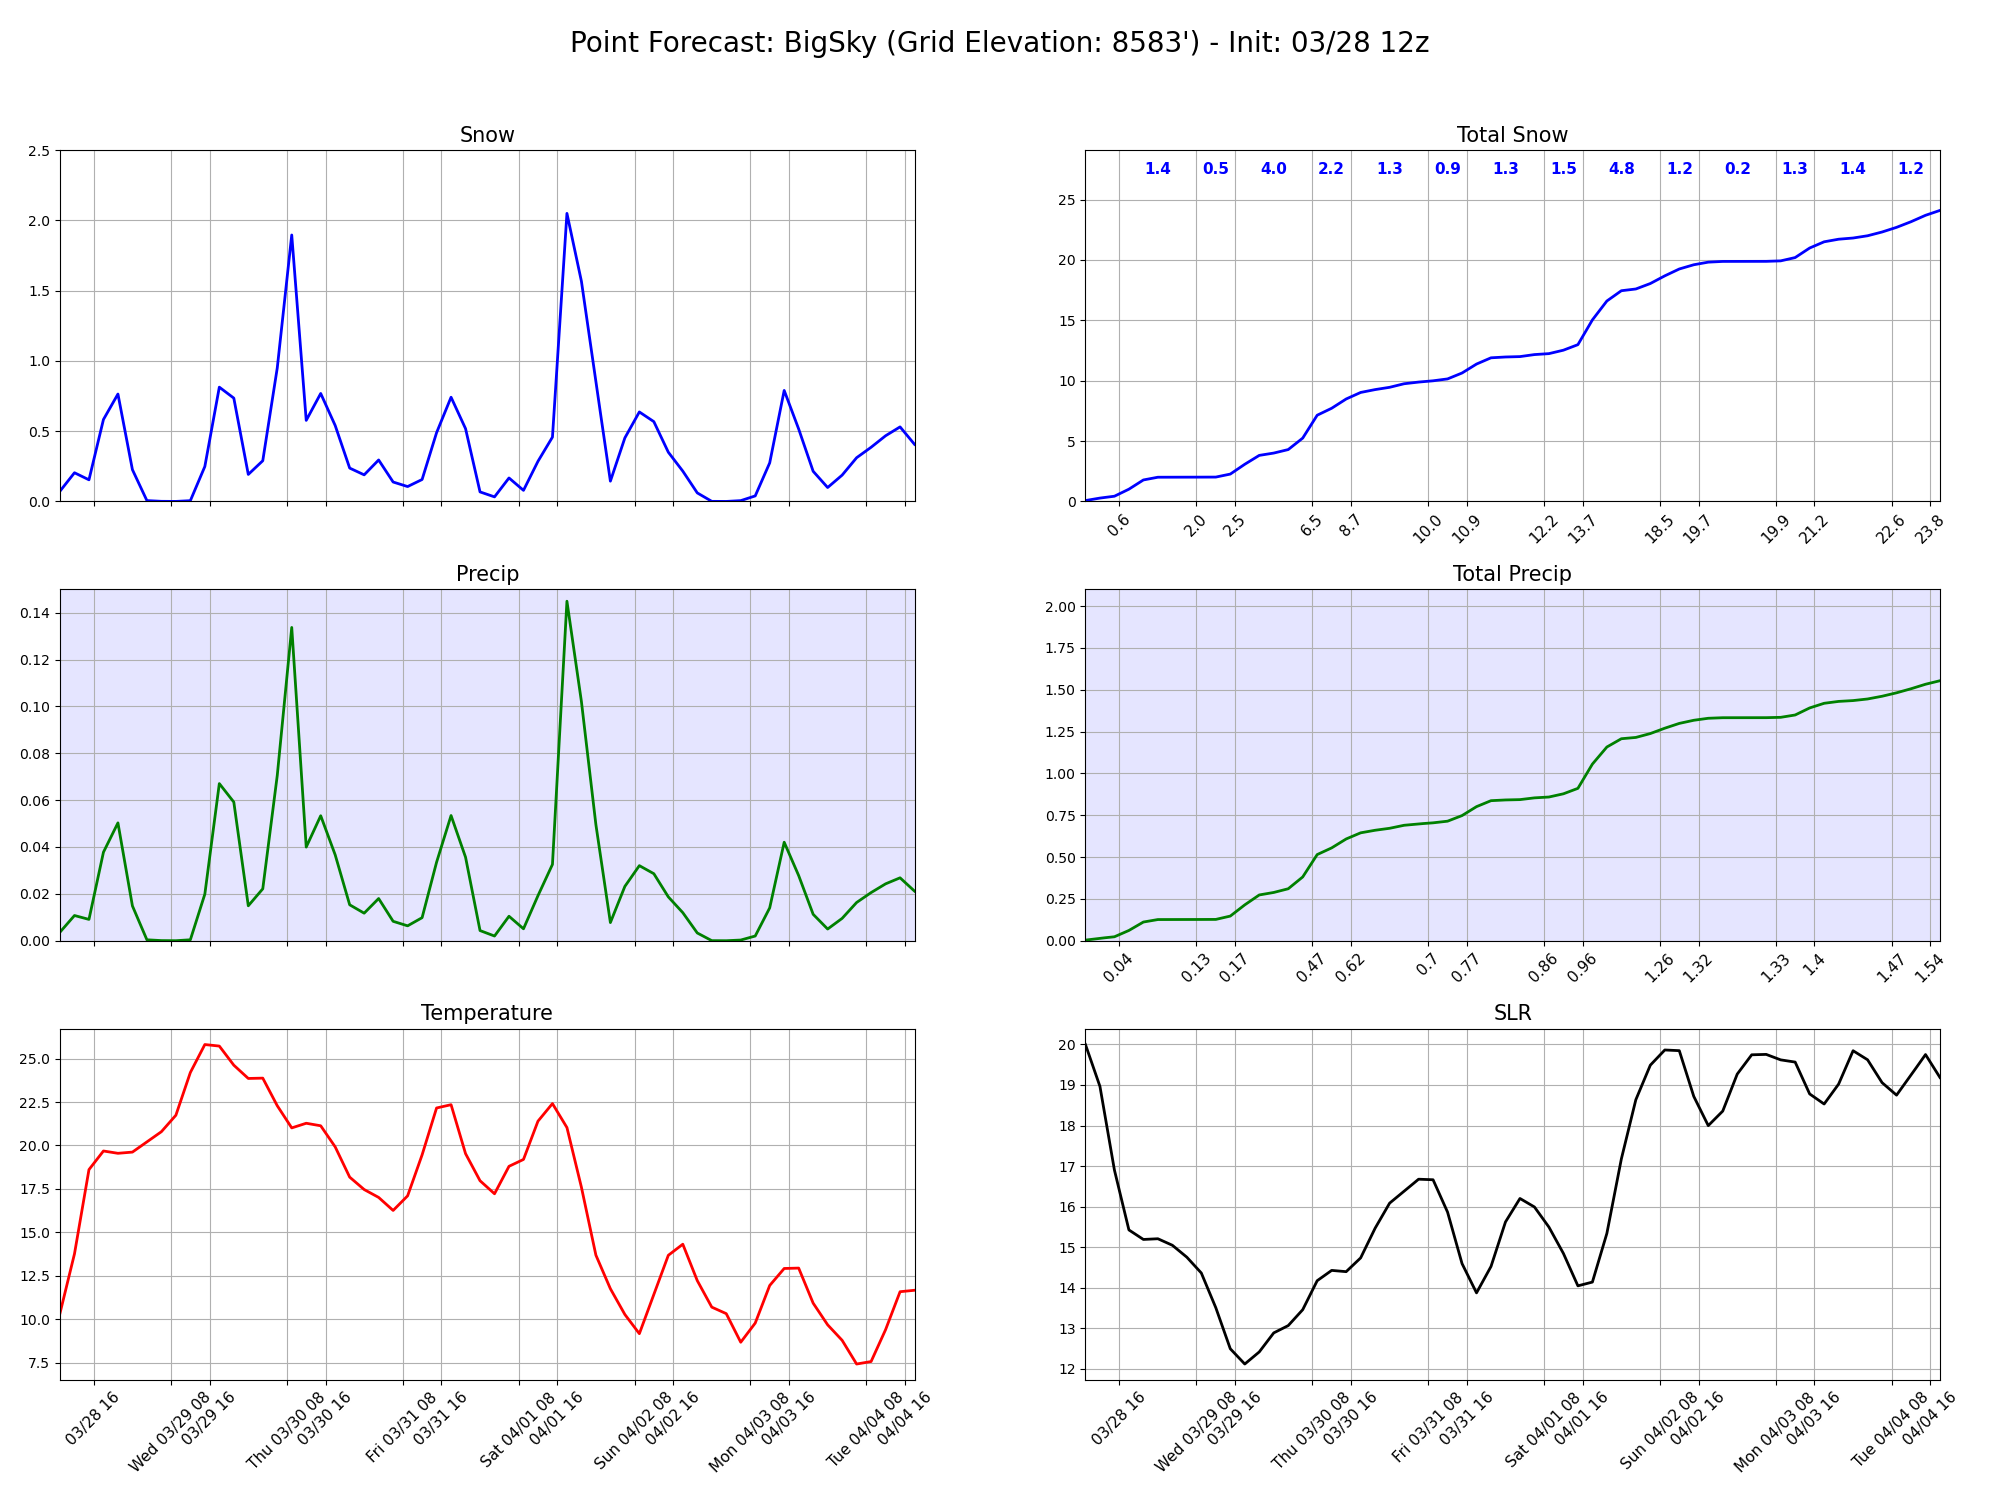 Point Forecast: BigSky (Grid Elevation: 8583') - Init: 03/28 12z
Snow
2.5
2.0
1.5
1.0
0.5
0.0
Total Snow
1.4 0.5 4.0 2.2 1.3 0.9 1.3 1.5 4.8 1.2 0.2 1.3 1.4 1.2
25
20
15
10
5
0
0.6 2.0 2.5 6.5 8.7 10.0 10.9 12.2 13.7 18.5 19.7 19.9 21.2 22.6 23.8
Precip
0.14
0.12
0.10
0.08
0.06
0.04
0.02
0.00
Total Precip
2.00
1.75
1.50
1.25
1.00
0.75
0.50
0.25
0.00
0.04 0.13 0.17 0.47 0.62 0.7 0.77 0.86 0.96 1.26 1.32 1.33 1.4 1.47 1.54
Temperature
25.0
22.5
20.0
17.5
15.0
12.5
10.0
7.5
03/28 16
Wed 03/29 08
03/29 16
Thu 03/30 08
03/30 16
Fri 03/31 08
03/31 16
Sat 04/01 08
04/01 16
Sun 04/02 08
04/02 16
Mon 04/03 08
04/03 16
Tue 04/04 08
04/04 16
SLR
20
19
18
17
16
15
14
13
12
03/28 16
Wed 03/29 08
03/29 16
Thu 03/30 08
03/30 16
Fri 03/31 08
03/31 16
Sat 04/01 08
04/01 16
Sun 04/02 08
04/02 16
Mon 04/03 08
04/03 16
Tue 04/04 08
04/04 16